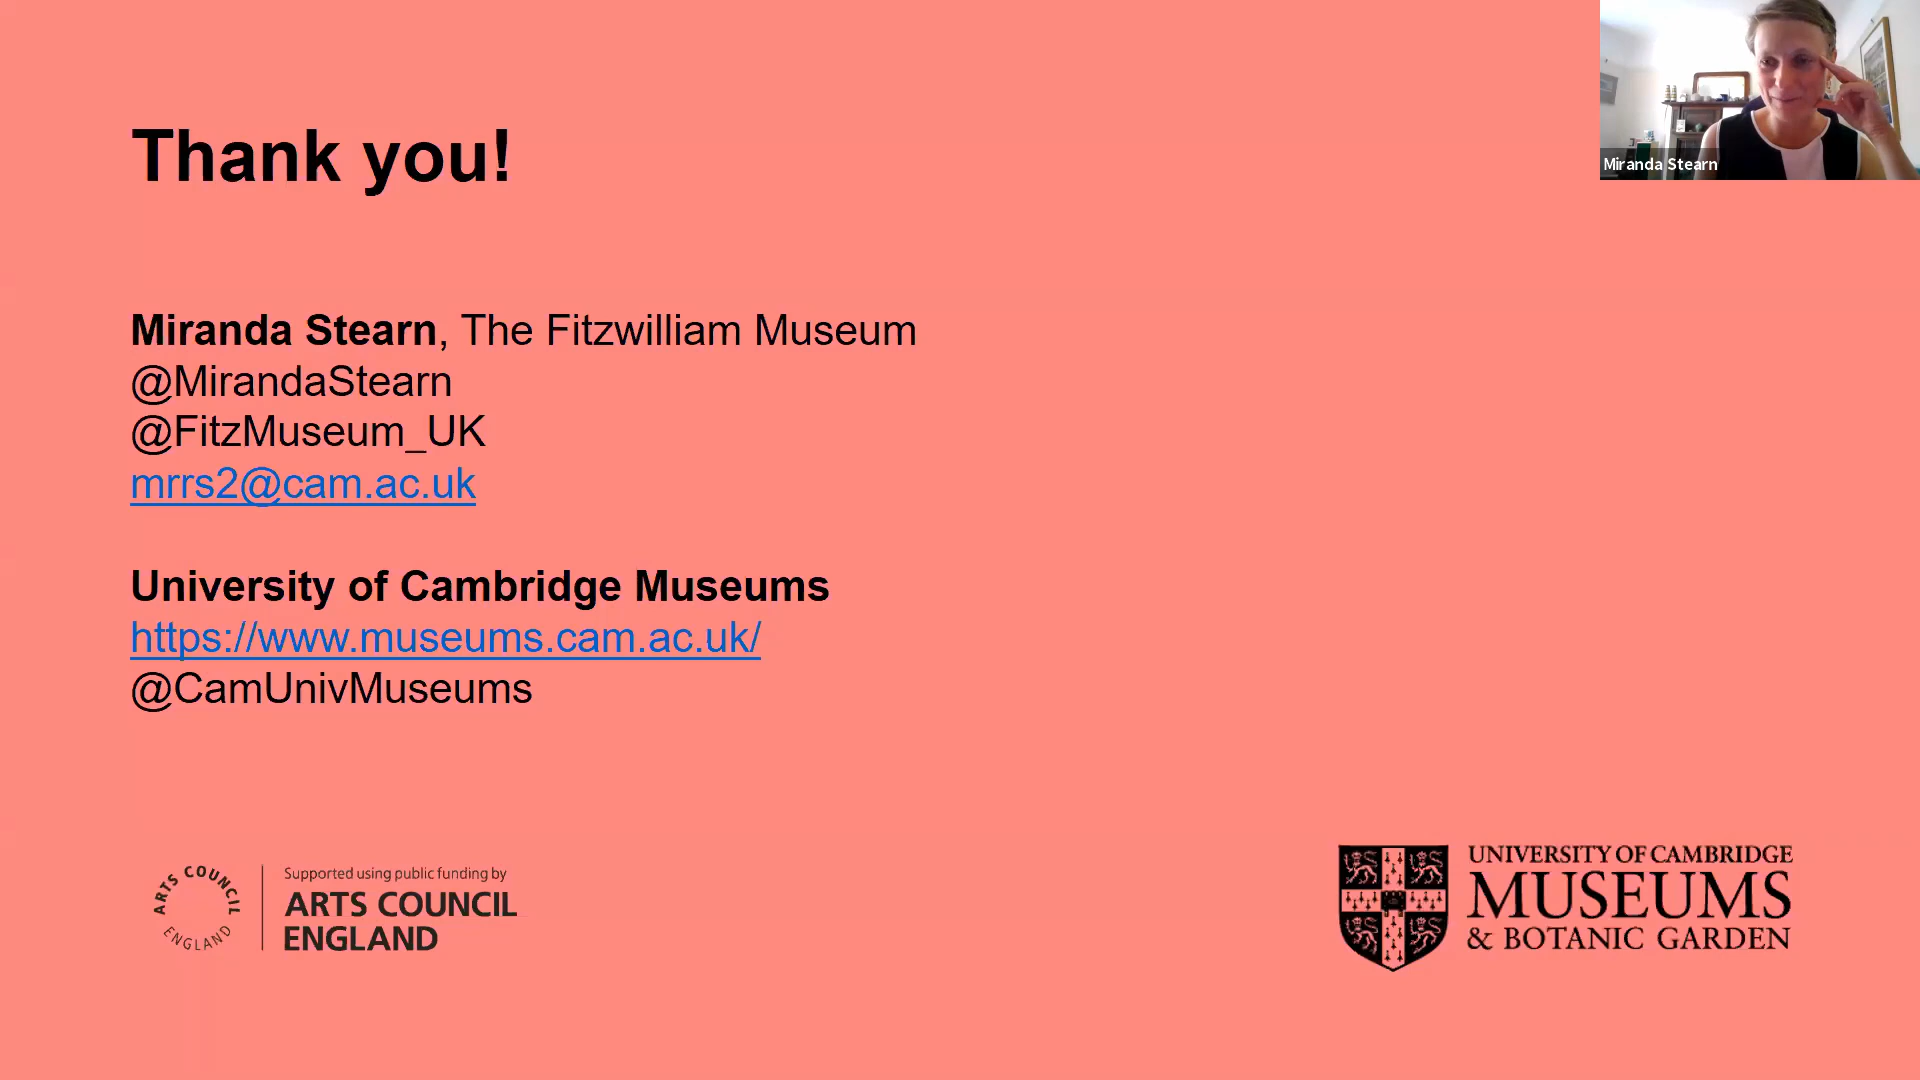 Thank you!
Miranda Stearn
Miranda Stearn, The Fitzwilliam Museum
@MirandaStearn
@FitzMuseum_UK
mrrs2@cam.ac.uk
University of Cambridge Museums
https://www.museums.cam.ac.uk/
@CamUnivMuseums
ARTS COUNCIL
ENGLAND
Supported using public funding by
ARTS COUNCIL
ENGLAND
UNIVERSITY OF CAMBRIDGE
MUSEUMS
& BOTANIC GARDEN